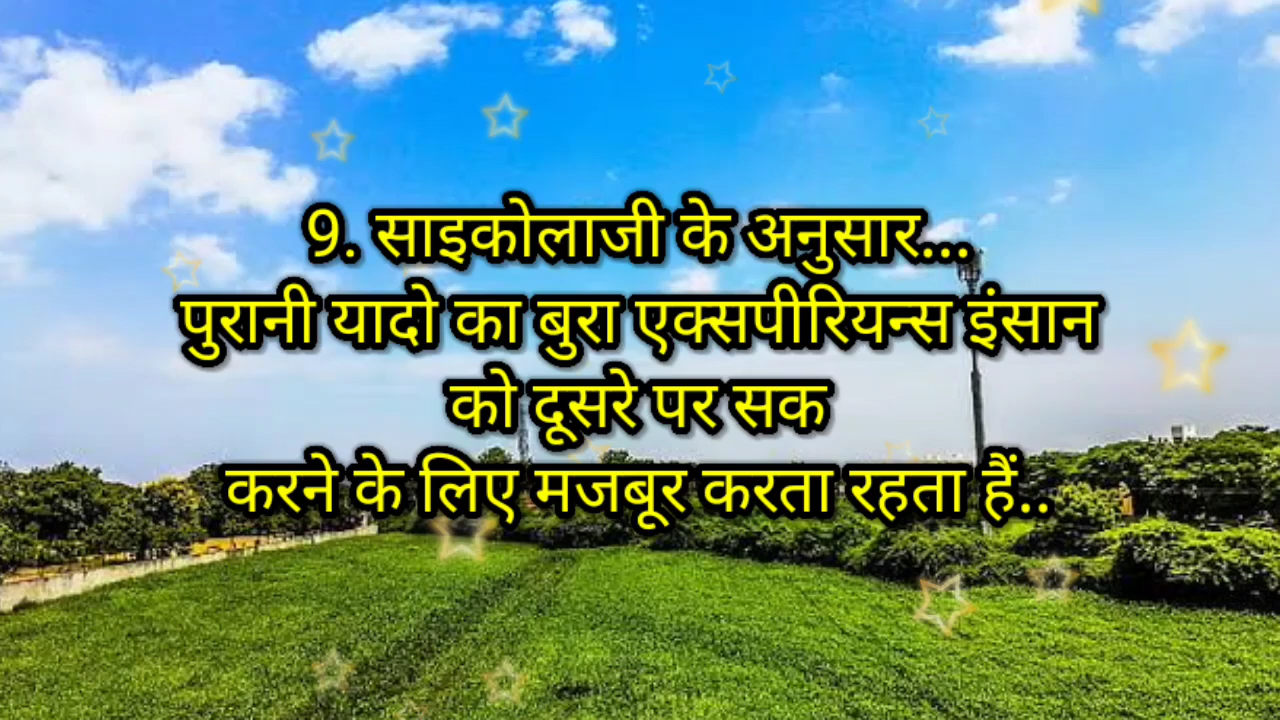 9. साइकोलाजी के अनुसार...
पुरानी यादो का बुरा एक्सपीरियन्स इंसान
को दूसरे पर सक
करने के लिए मजबूर करता रहता हैं..